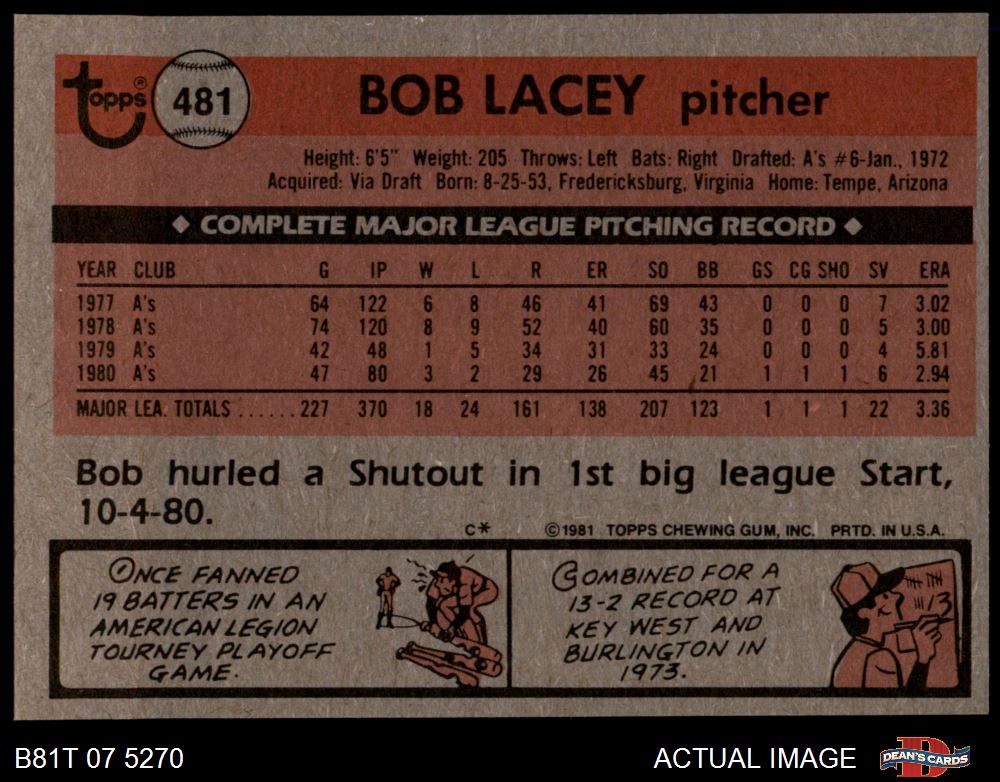 Topps® 481 BOB LACEY pitcher
Height: 6'5" Weight: 205 Throws: Left Bats: Right Drafted: A's #6-Jan., 1972
Acquired: Via Draft Born: 8-25-53, Fredericksburg, Virginia Home: Tempe, Arizona
◆ COMPLETE MAJOR LEAGUE PITCHING RECORD ◆
YEAR CLUB G IP W L R ER SO BB GS CG SHO SV ERA
1977 A's 64 122 6 8 46 41 69 43 0 0 0 7 3.02
1978 A's 74 120 8 9 52 40 60 35 0 0 0 5 3.00
1979 A's 42 48 1 5 34 31 33 24 0 0 0 4 5.81
1980 A's 47 80 3 2 29 26 45 21 1 1 1 6 2.94
MAJOR LEA. TOTALS ......227 370 18 24 161 138 207 123 1 1 1 22 3.36
Bob hurled a Shutout in 1st big league Start,
10-4-80.
C* ©1981 TOPPS CHEWING GUM, INC. PRTD. IN U.S.A.
ONCE FANNED
19 BATTERS IN AN
AMERICAN LEGION
TOURNEY PLAYOFF
GAME.
COMBINED FOR A
13-2 RECORD AT
KEY WEST AND
BURLINGTON IN
1973.
13
B81T 07 5270 ACTUAL IMAGE DEAN'S CARDS